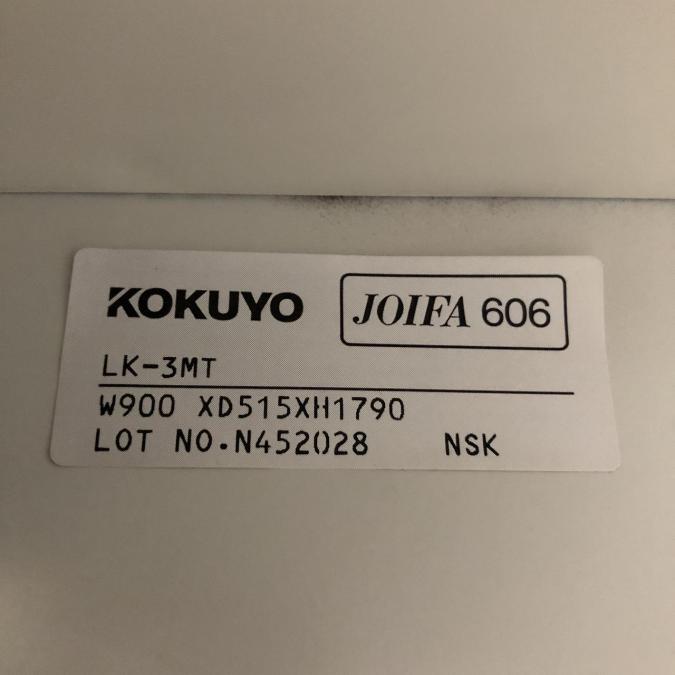 KOKUYO JOIFA 606
LK-3MT
W900 XD515XH1790
LOT NO.N452028 NSK